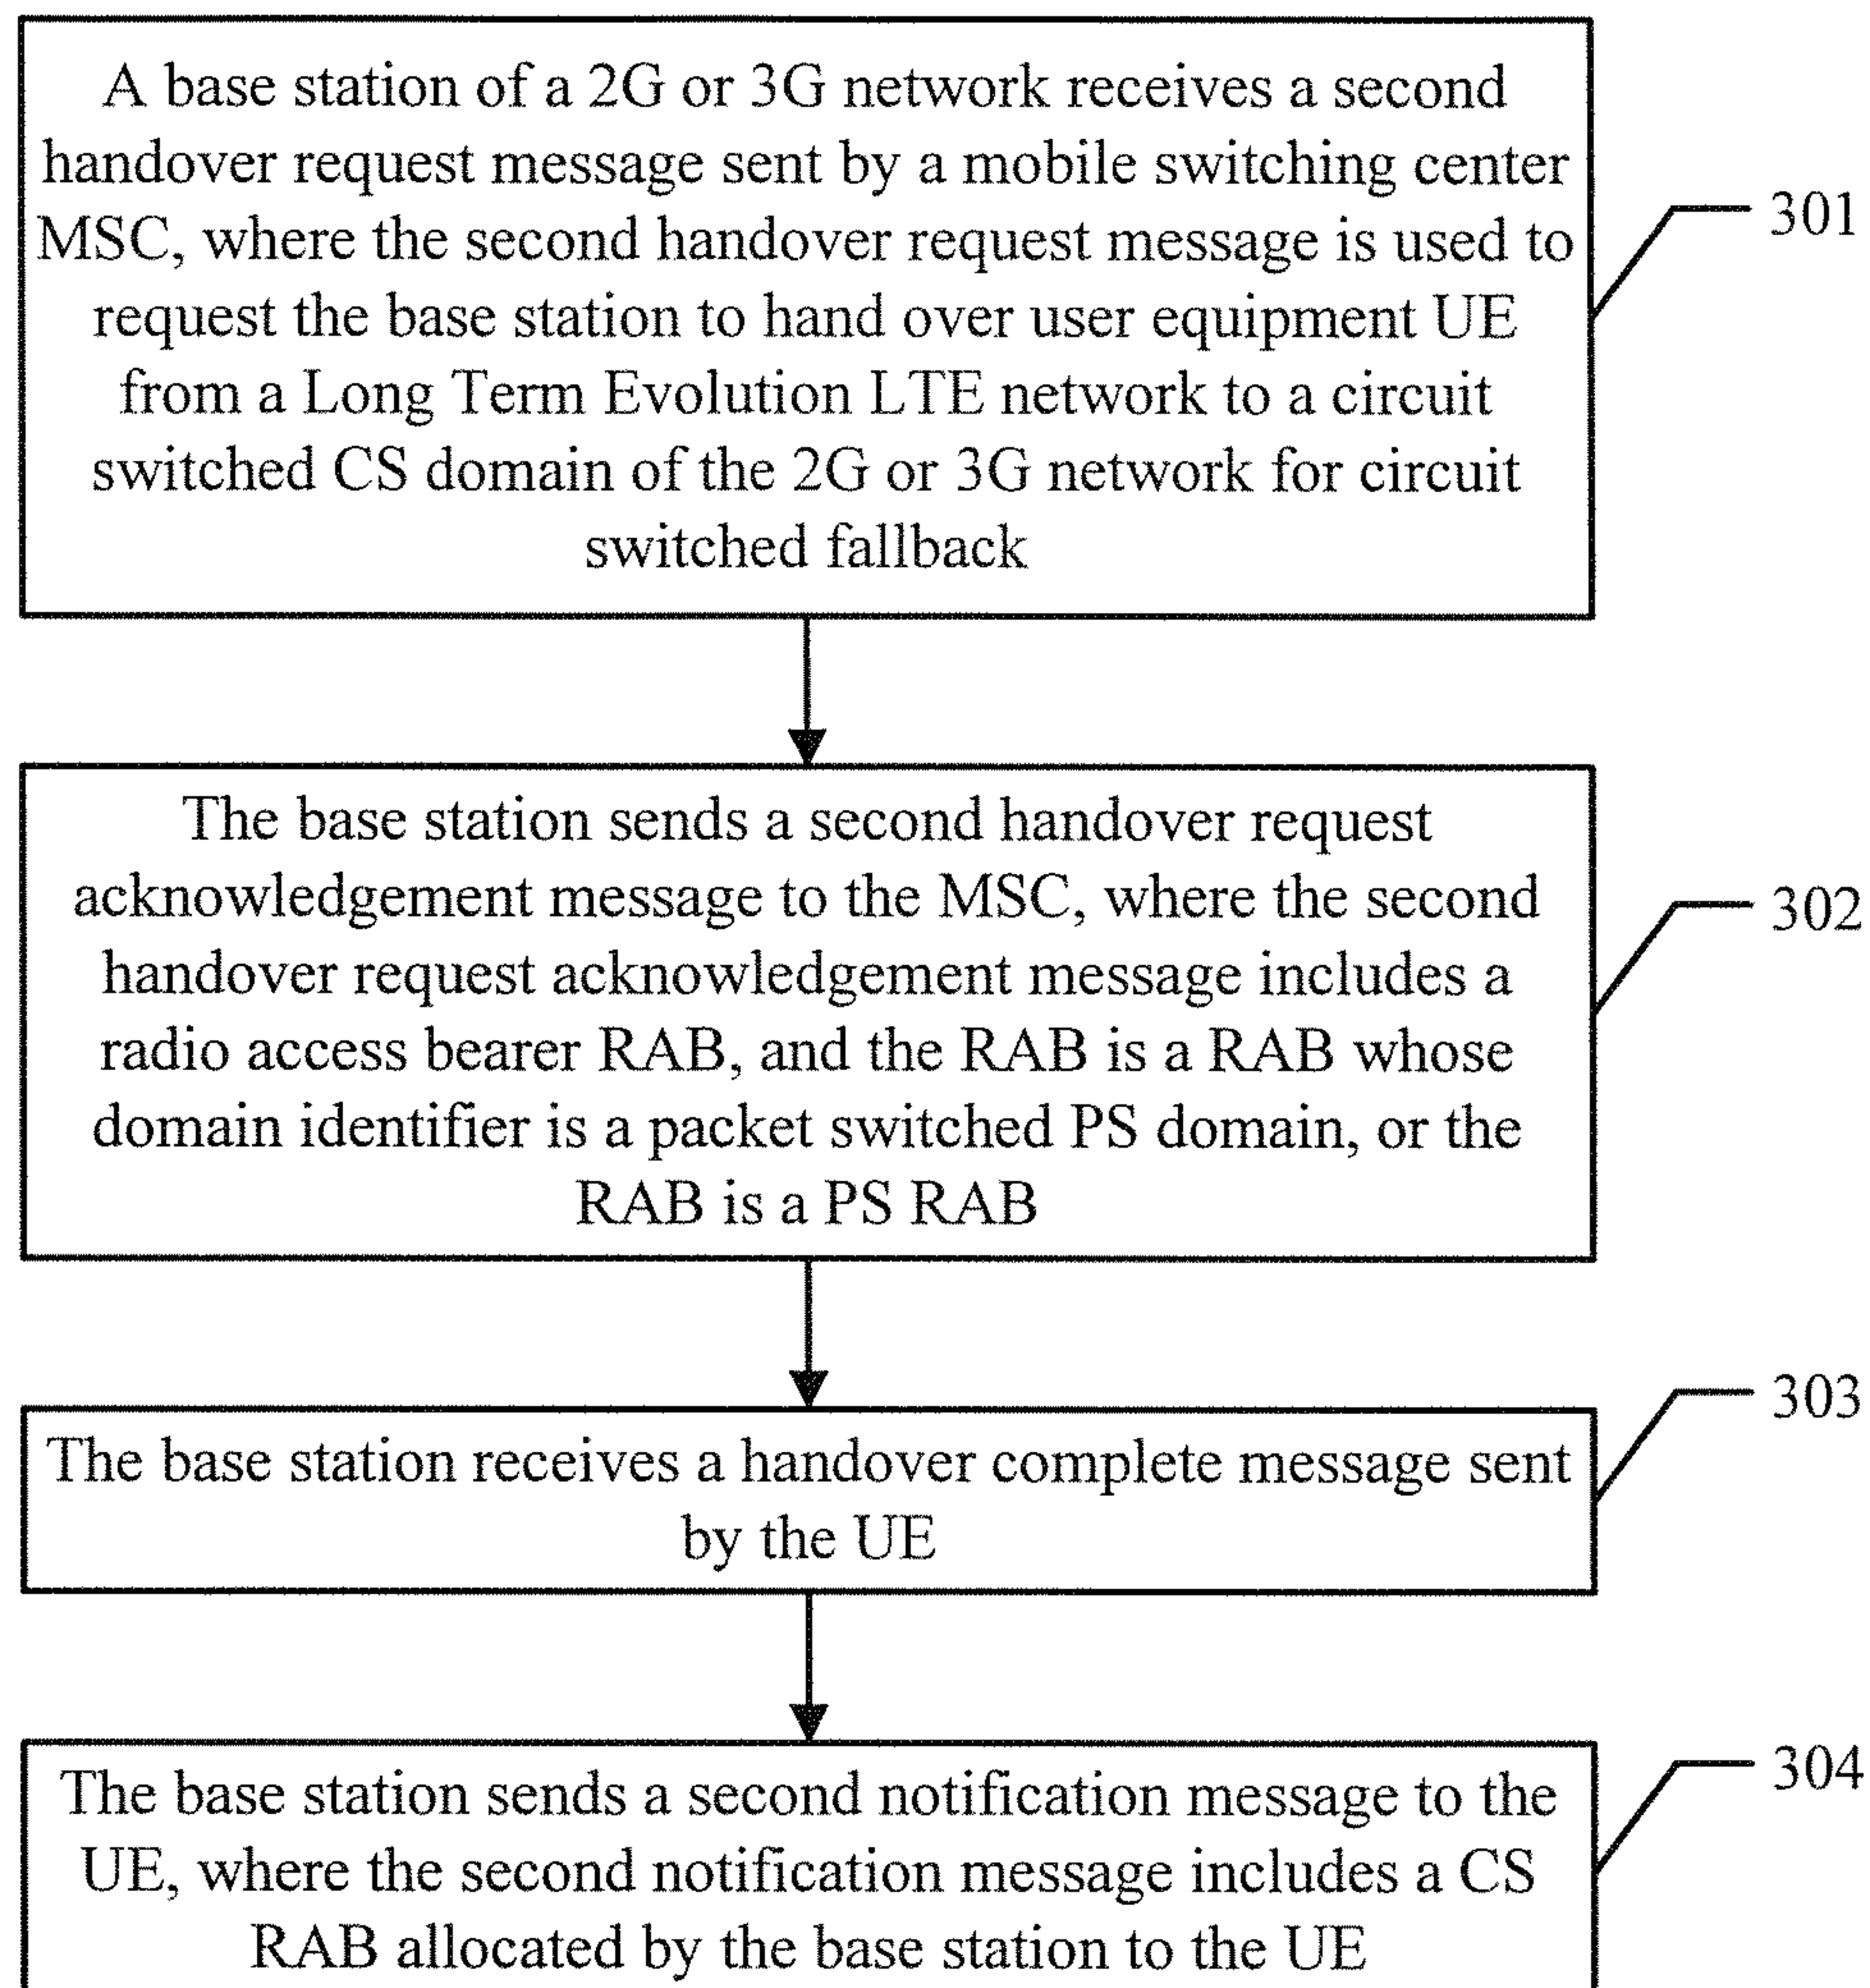 A base station of a 2G or 3G network receives a second
handover request message sent by a mobile switching center
MSC, where the second handover request message is used to
request the base station to hand over user equipment UE
from a Long Term Evolution LTE network to a circuit
switched CS domain of the 2G or 3G network for circuit
switched fallback
301
The base station sends a second handover request
acknowledgement message to the MSC, where the second
handover request acknowledgement message includes a
radio access bearer RAB, and the RAB is a RAB whose
domain identifier is a packet switched PS domain, or the
RAB is a PS RAB
302
The base station receives a handover complete message sent
by the UE
303
The base station sends a second notification message to the
UE, where the second notification message includes a CS
RAB allocated by the base station to the UE
304